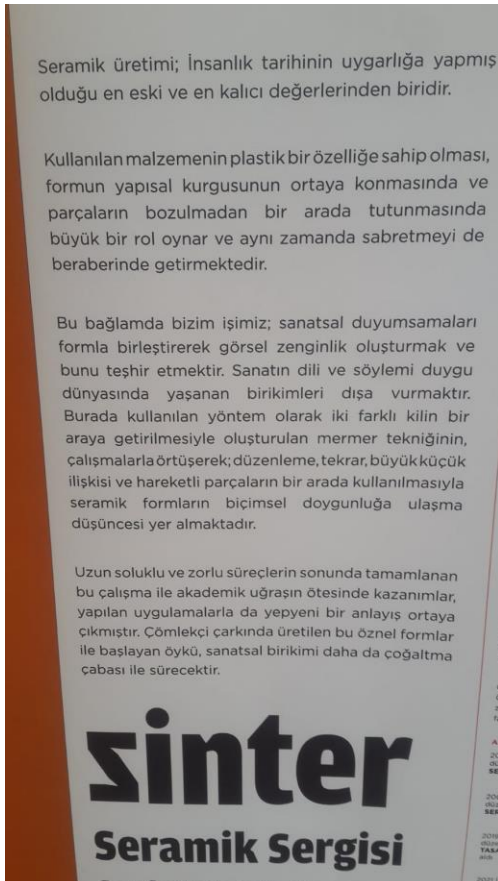 Seramik üretimi; İnsanlık tarihinin uygarlığa yapmış
olduğu en eski ve en kalıcı değerlerinden biridir.
Kullanılan malzemenin plastik bir özelliğe sahip olması,
formun yapısal kurgusunun ortaya konmasında ve
parçaların bozulmadan bir arada tutunmasında
büyük bir rol oynar ve aynı zamanda sabretmeyi de
beraberinde getirmektedir.
Bu bağlamda bizim işimiz; sanatsal duyumsamaları
formla birleştirerek görsel zenginlik oluşturmak ve
bunu teşhir etmektir. Sanatın dili ve söylemi duygu
dünyasında yaşanan birikimleri dışa vurmaktır.
Burada kullanılan yöntem olarak iki farklı kilin bir
araya getirilmesiyle oluşturulan mermer tekniğinin,
çalışmalarla örtüşerek; düzenleme, tekrar, büyük küçük
ilişkisi ve hareketli parçaların bir arada kullanılmasıyla
seramik formların biçimsel doygunluğa ulaşma
düşüncesi yer almaktadır.
Uzun soluklu ve zorlu süreçlerin sonunda tamamlanan
bu çalışma ile akademik uğraşın ötesinde kazanımlar,
yapılan uygulamalarla da yepyeni bir anlayış ortaya
çıkmıştır. Çömlekçi çarkında üretilen bu öznel formlar
ile başlayan öykü, sanatsal birikimi daha da çoğaltma
çabası ile sürecektir.
sinter
Seramik Sergisi